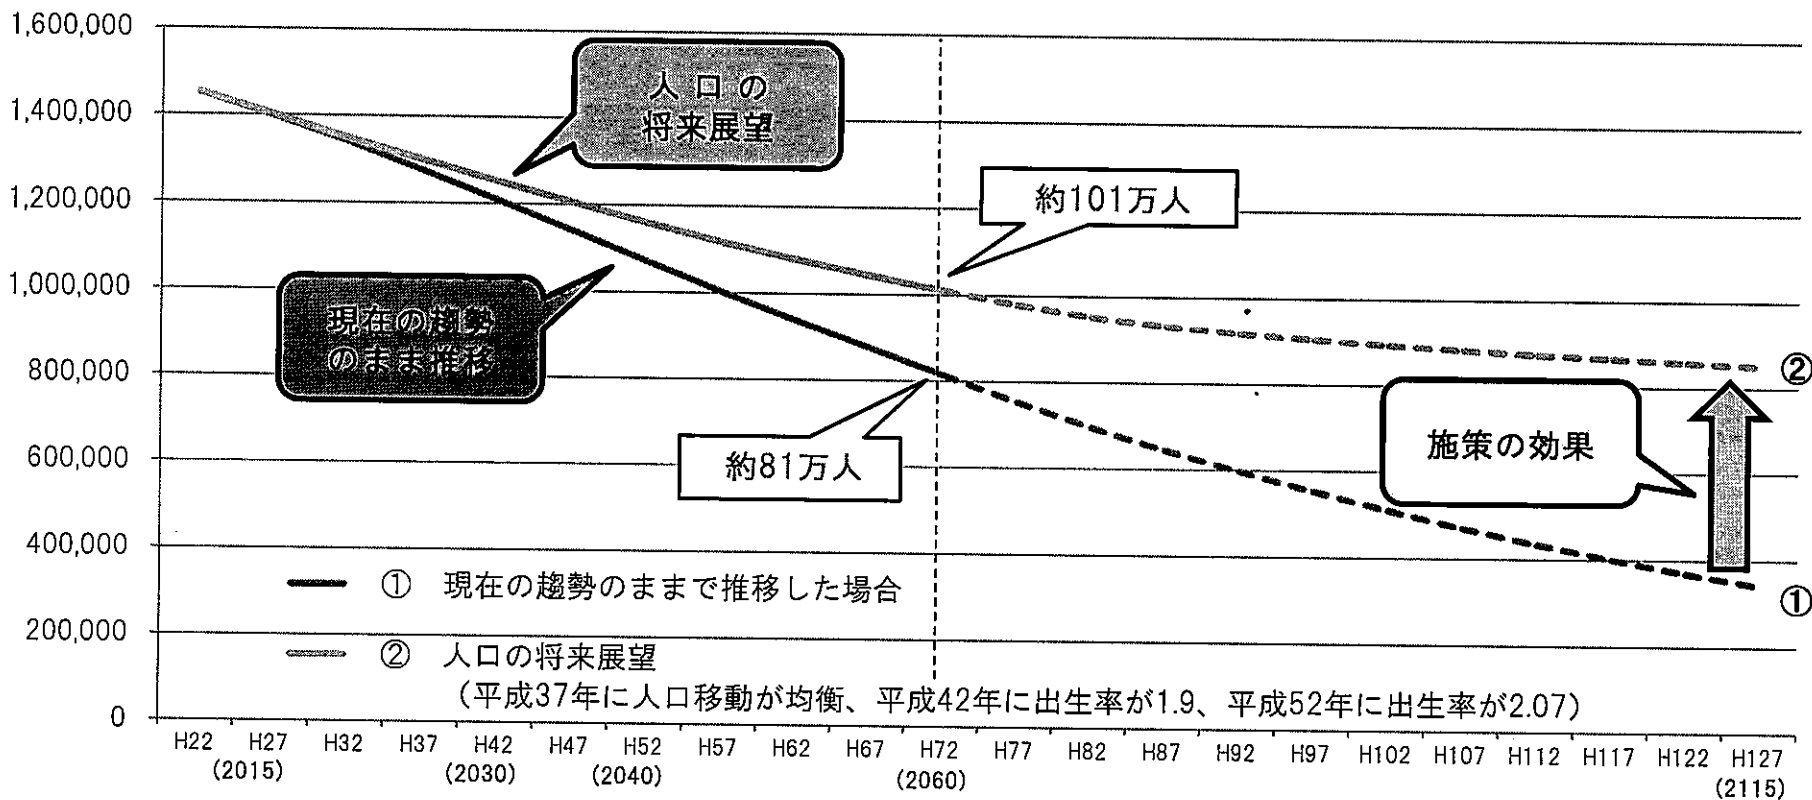 1,600,000
1,400,000
1,200,000
1,000,000
800,000
600,000
400,000
200,000
0
人口の
将来展望
約101万人
現在の趨勢
のまま推移
約81万人
施策の効果
②
①
① 現在の趨勢のままで推移した場合
② 人口の将来展望
(平成37年に人口移動が均衡、平成42年に出生率が1.9、平成52年に出生率が2.07)
H22 H27 H32 H37 H42 H47 H52 H57 H62 H67 H72 H77 H82 H87 H92 H97 H102 H107 H112 H117 H122 H127
(2015) (2030) (2040) (2060) (2115)